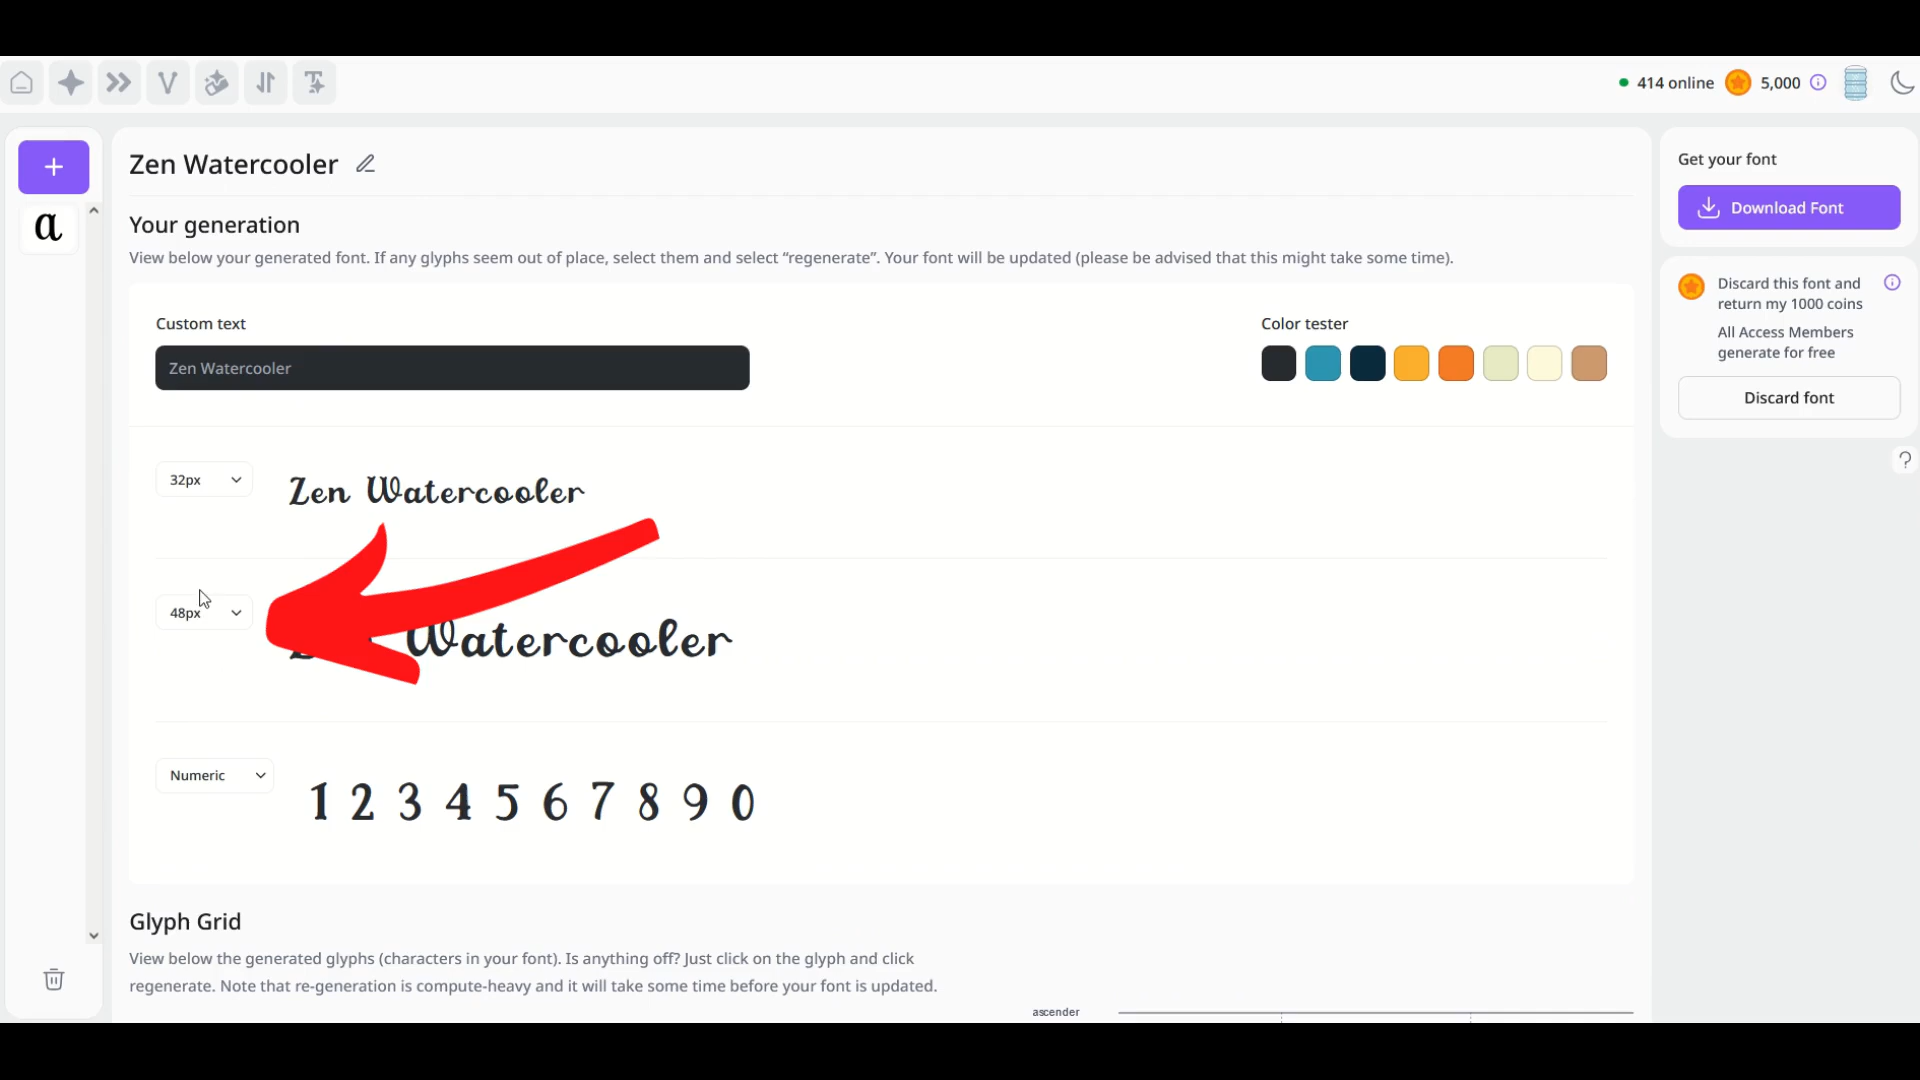 414 online 5,000
Zen Watercooler
Your generation
View below your generated font. If any glyphs seem out of place, select them and select “regenerate”. Your font will be updated (please be advised that this might take some time).
Custom text
Zen Watercooler
Color tester
32px
Zen Watercooler
48px
Watercooler
Numeric
1 2 3 4 5 6 7 8 9 0
Glyph Grid
View below the generated glyphs (characters in your font). Is anything off? Just click on the glyph and click
regenerate. Note that re-generation is compute-heavy and it will take some time before your font is updated.
ascender
Get your font
Download Font
Discard this font and
return my 1000 coins
All Access Members
generate for free
Discard font
a
?